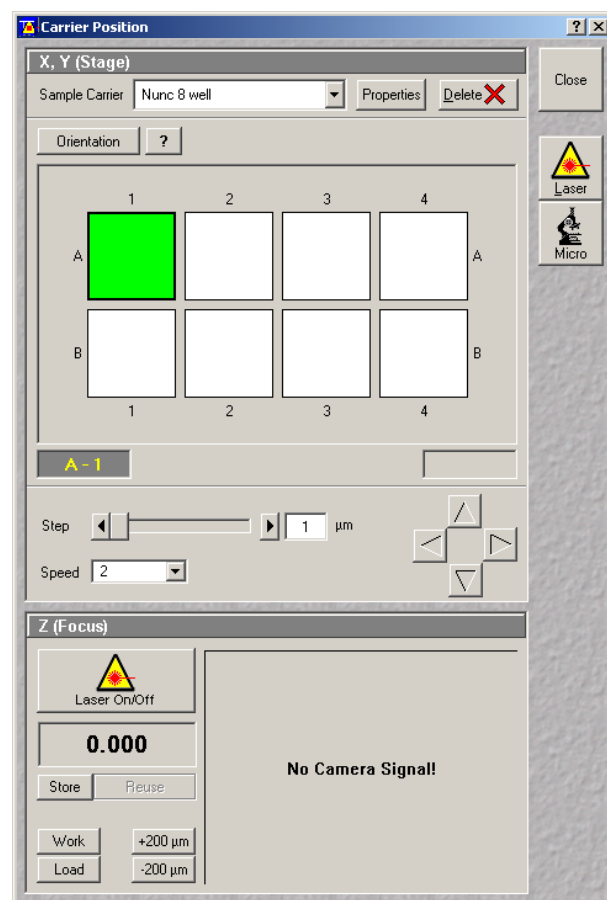 Carrier Position
? X
X, Y (Stage)
Sample Carrier Nunc 8 well Properties Delete
Close
Orientation ?
Laser
Micro
1 2 3 4
A A
B B
1 2 3 4
A - 1
Step 1 µm
Speed 2
Z (Focus)
Laser On/Off
0.000
No Camera Signal!
Store Reuse
Work +200 µm
Load -200 µm